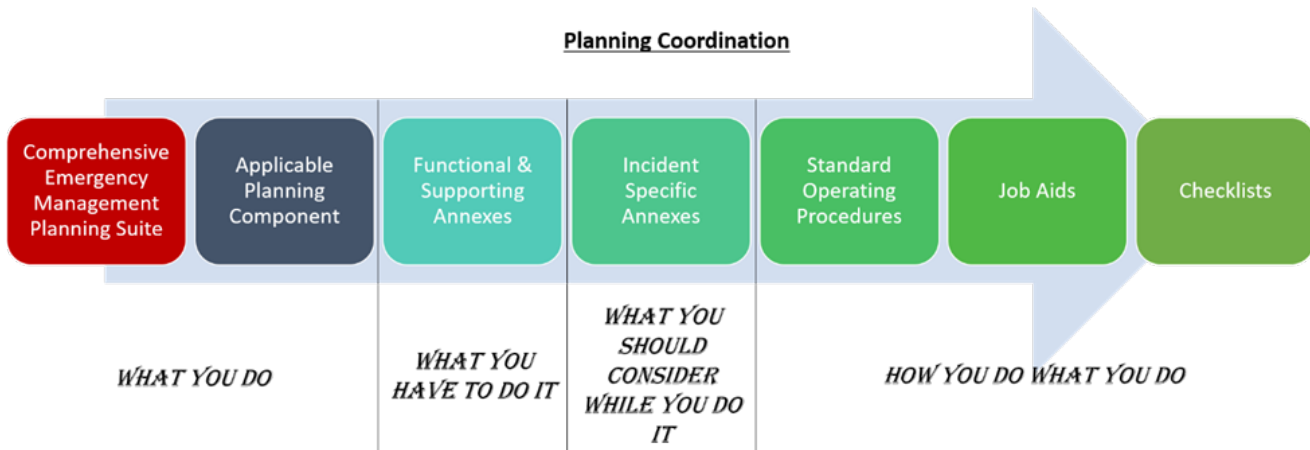 Planning Coordination
Comprehensive
Emergency
Management
Planning Suite
Applicable
Planning
Component
Functional &
Supporting
Annexes
Incident
Specific
Annexes
Standard
Operating
Procedures
Job Aids
Checklists
WHAT YOU DO
WHAT YOU
HAVE TO DO IT
WHAT YOU
SHOULD
CONSIDER
WHILE YOU DO
IT
HOW YOU DO WHAT YOU DO